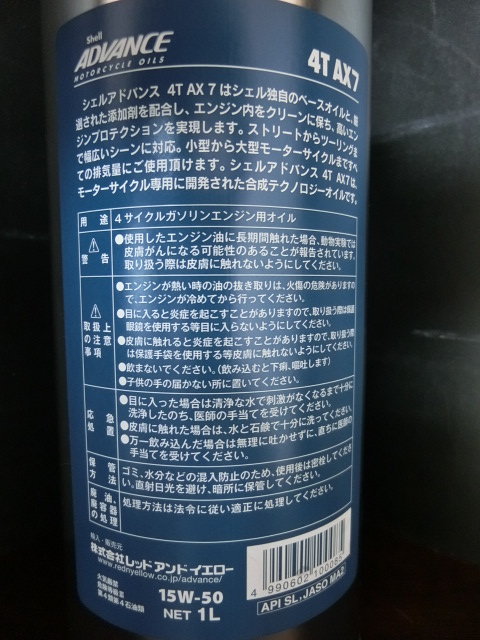 Shell
ADVANCE
MOTORCYCLE OILS
4T AX7
シェルアドバンス 4T AX 7 はシェル独自のベースオイルと、厳
選された添加剤を配合し、エンジン内をクリーンに保ち、高いエン
ジンプロテクションを実現します。ストリートからツーリングま
で幅広いシーンに対応。小型から大型モーターサイクルまですべ
ての排気量にご使用頂けます。シェルアドバンス 4T AX7は、
モーターサイクル専用に開発された合成テクノロジーオイルです。
用途 4サイクルガソリンエンジン用オイル
警告
●使用したエンジン油に長期間触れた場合、動物実験では
皮膚がんになる可能性のあることが報告されています。
取り扱う際は皮膚に触れないようにしてください。
取扱上の注意事項
●エンジンが熱い時の油の抜き取りは、火傷の危険がありますの
で、エンジンが冷めてから行ってください。
●目に入ると炎症を起こすことがありますので、取り扱う際は保護
眼鏡を使用する等目に入らないようにしてください。
●皮膚に触れると炎症を起こすことがありますので、取り扱う際
は保護手袋を使用する等皮膚に触れないようにしてください。
●飲まないでください。(飲み込むと下痢、嘔吐します)
●子供の手の届かない所に置いてください。
応急処置
●目に入った場合は清浄な水で刺激がなくなるまで十分に
洗浄したのち、医師の手当てを受けてください。
●皮膚に触れた場合は、水と石鹸で十分に洗ってください。
●万一飲み込んだ場合は無理に吐かせずに、直ちに医師の
手当てを受けてください。
保管方法
ゴミ、水分などの混入防止のため、使用後は密栓してくださ
い。直射日光を避け、暗所に保管してください。
廃油、廃容器の処理
処理方法は法令に従い適正に処理してください。
輸入・販売元
株式会社レッド アンド イエロー
www.rednyellow.co.jp/advance/
火気厳禁
危険等級Ⅲ
第4類第4石油類
15W-50
NET 1L
API SL, JASO MA2